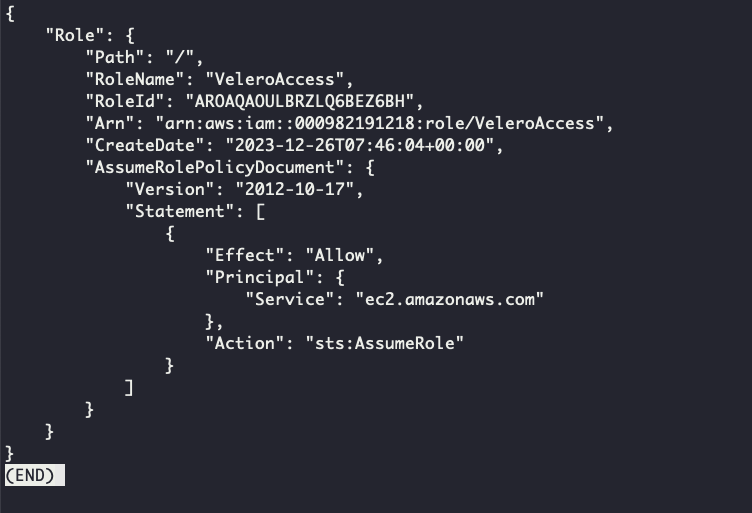 {
    "Role": {
        "Path": "/",
        "RoleName": "VeleroAccess",
        "RoleId": "AROAQAOULBRZLQ6BEZ6BH",
        "Arn": "arn:aws:iam::000982191218:role/VeleroAccess",
        "CreateDate": "2023-12-26T07:46:04+00:00",
        "AssumeRolePolicyDocument": {
            "Version": "2012-10-17",
            "Statement": [
                {
                    "Effect": "Allow",
                    "Principal": {
                        "Service": "ec2.amazonaws.com"
                    },
                    "Action": "sts:AssumeRole"
                }
            ]
        }
    }
}
(END)